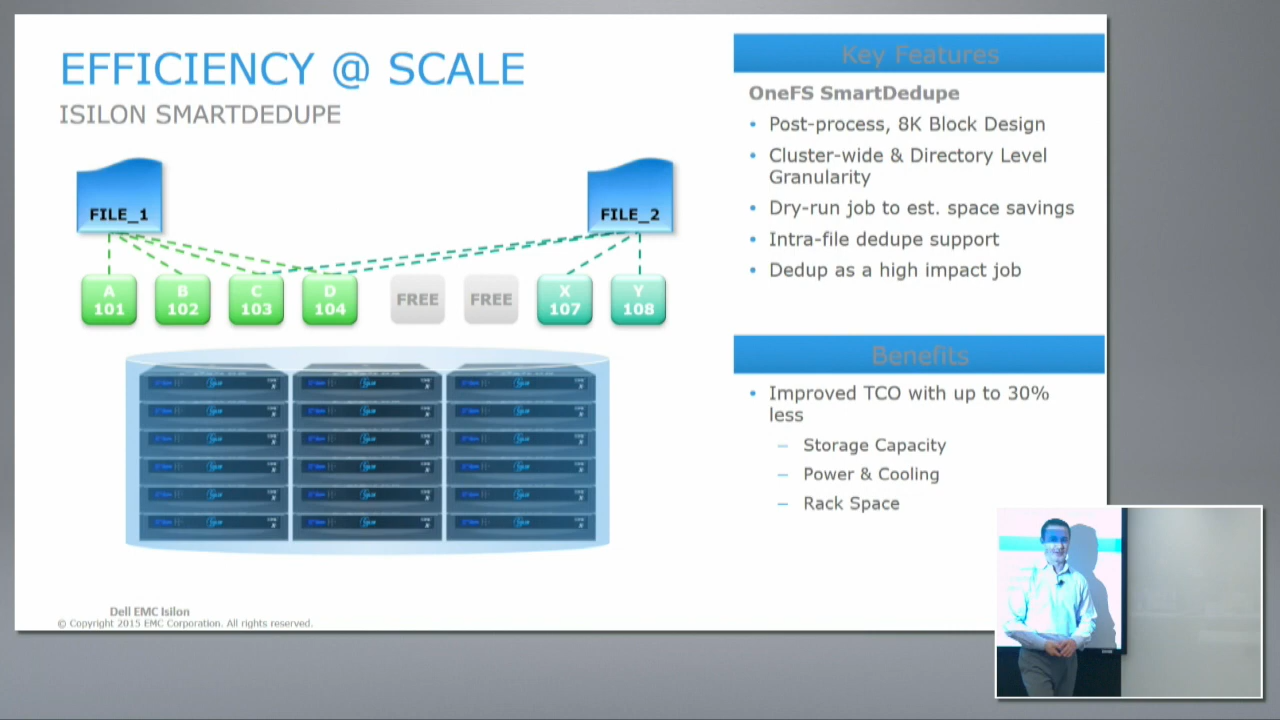 EFFICIENCY @ SCALE
ISILON SMARTDEDUPE
FILE_1
FILE_2
A
101
B
102
C
103
D
104
FREE
FREE
X
107
Y
108
Key Features
OneFS SmartDedupe
• Post-process, 8K Block Design
• Cluster-wide & Directory Level
Granularity
• Dry-run job to est. space savings
• Intra-file dedupe support
• Dedup as a high impact job
Benefits
• Improved TCO with up to 30%
less
– Storage Capacity
– Power & Cooling
– Rack Space
Dell EMC Isilon
© Copyright 2015 EMC Corporation. All rights reserved.